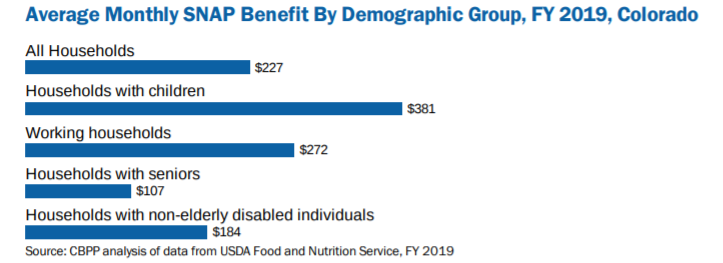 Average Monthly SNAP Benefit By Demographic Group, FY 2019, Colorado
All Households
$227
Households with children
$381
Working households
$272
Households with seniors
$107
Households with non-elderly disabled individuals
$184
Source: CBPP analysis of data from USDA Food and Nutrition Service, FY 2019